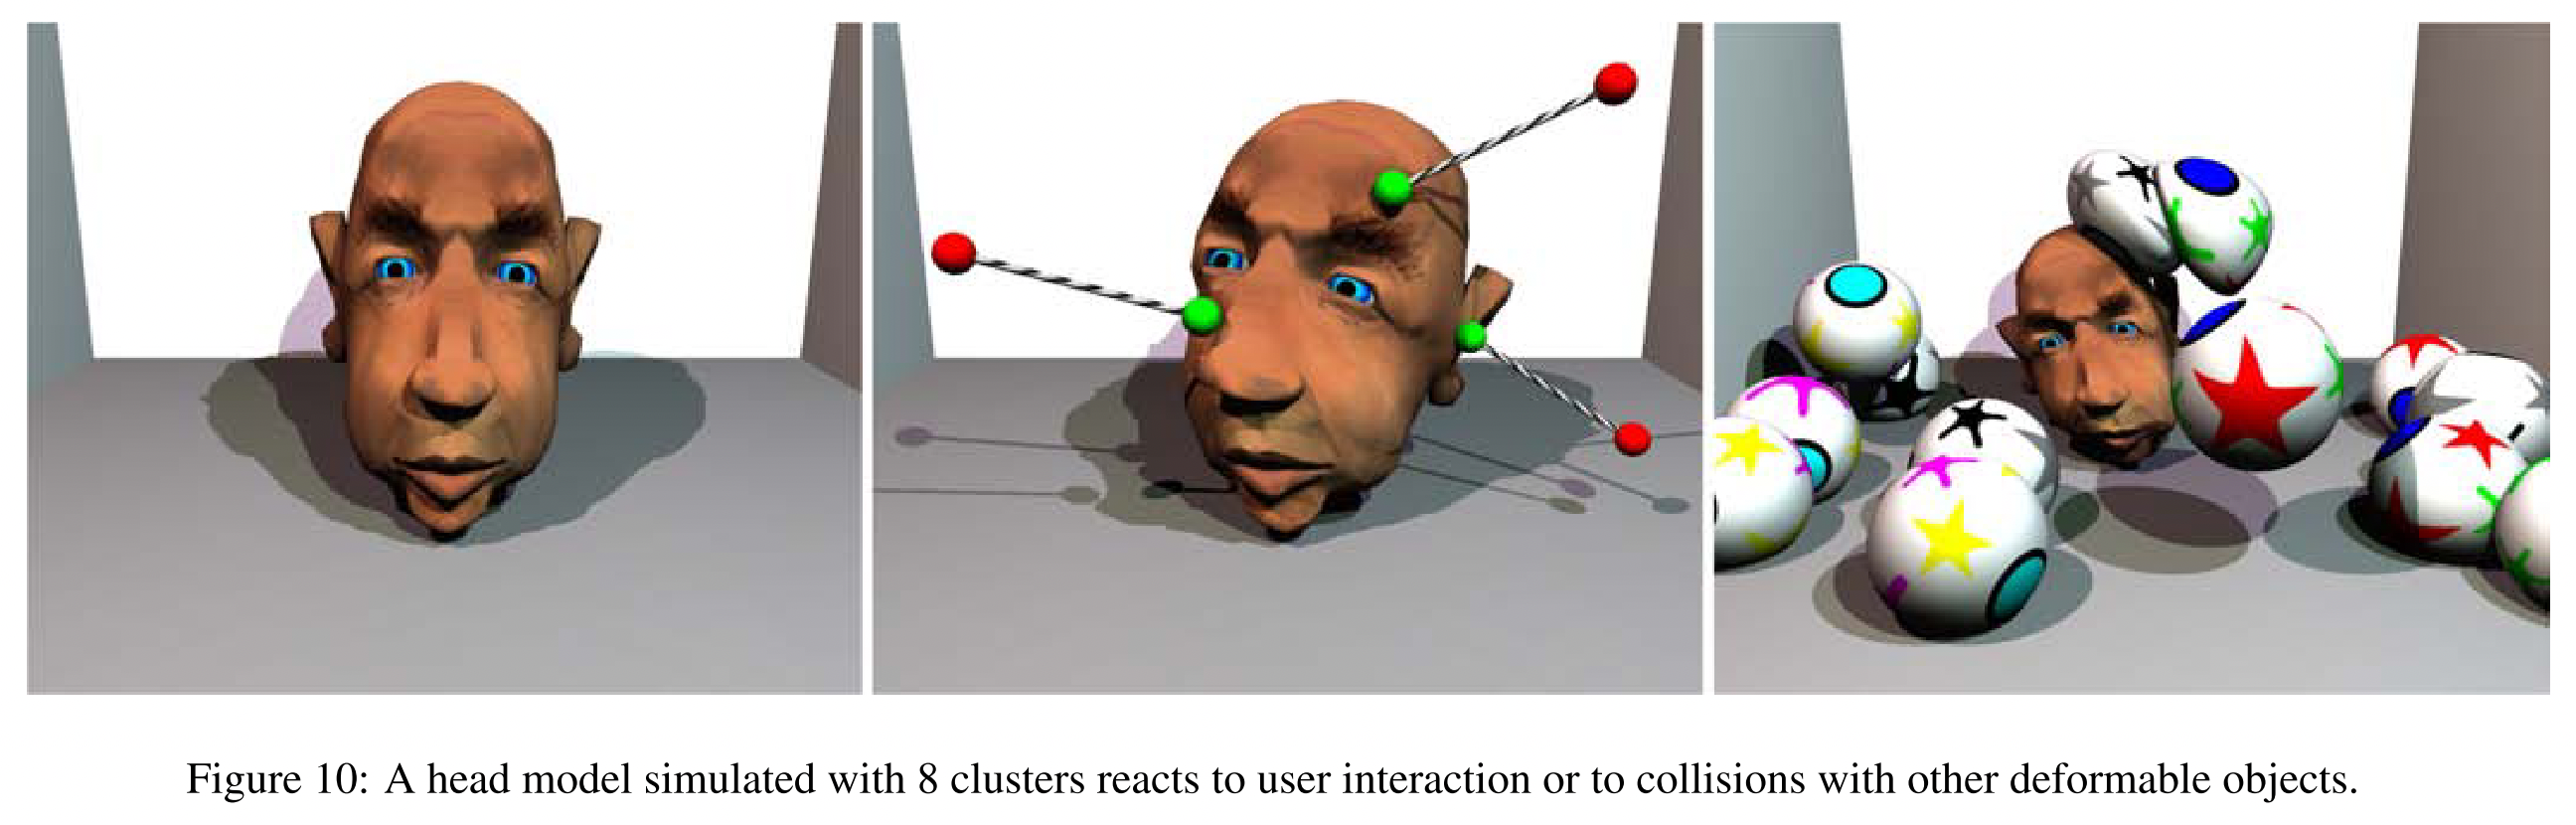 Figure 10: A head model simulated with 8 clusters reacts to user interaction or to collisions with other deformable objects.